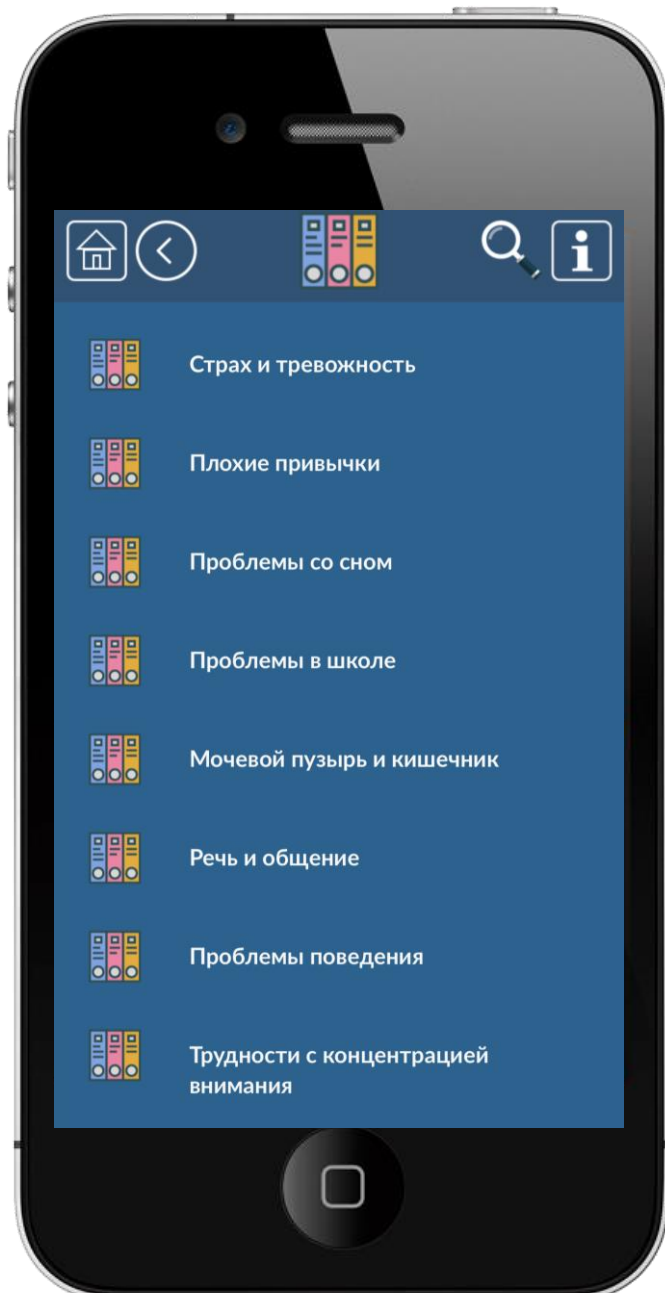 Страх и тревожность
Плохие привычки
Проблемы со сном
Проблемы в школе
Мочевой пузырь и кишечник
Речь и общение
Проблемы поведения
Трудности с концентрацией
внимания